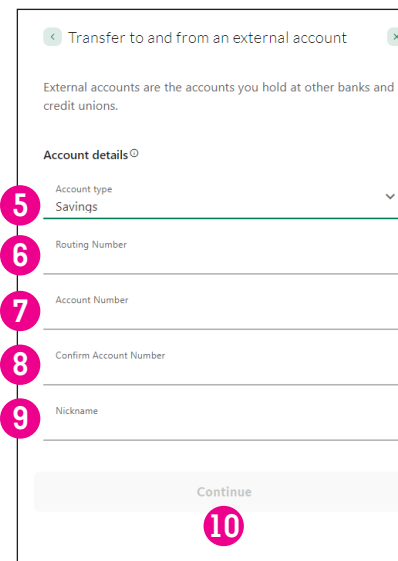 Transfer to and from an external account
External accounts are the accounts you hold at other banks and
credit unions.
Account details
5
Account type
Savings
6
Routing Number
7
Account Number
8
Confirm Account Number
9
Nickname
Continue
10